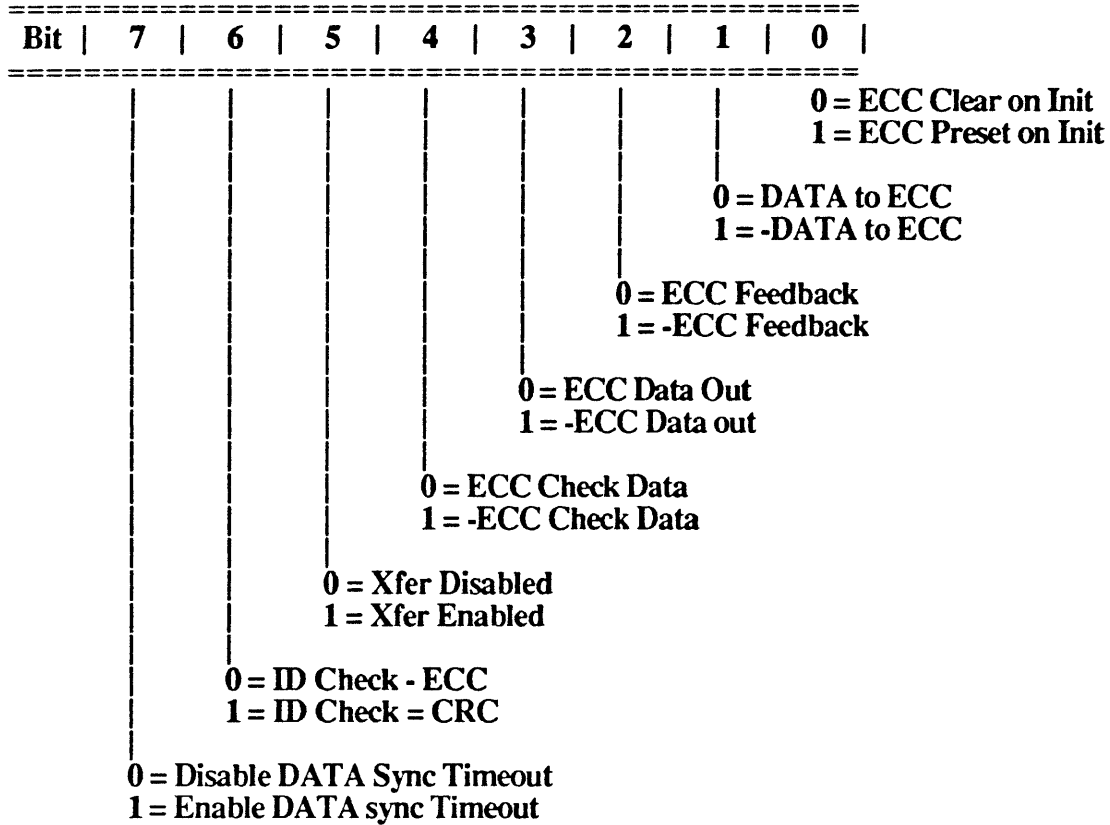 Bit | 7 | 6 | 5 | 4 | 3 | 2 | 1 | 0 |
0 = ECC Clear on Init
1 = ECC Preset on Init
0 = DATA to ECC
1 = -DATA to ECC
0 = ECC Feedback
1 = -ECC Feedback
0 = ECC Data Out
1 = -ECC Data out
0 = ECC Check Data
1 = -ECC Check Data
0 = Xfer Disabled
1 = Xfer Enabled
0 = ID Check - ECC
1 = ID Check = CRC
0 = Disable DATA Sync Timeout
1 = Enable DATA sync Timeout